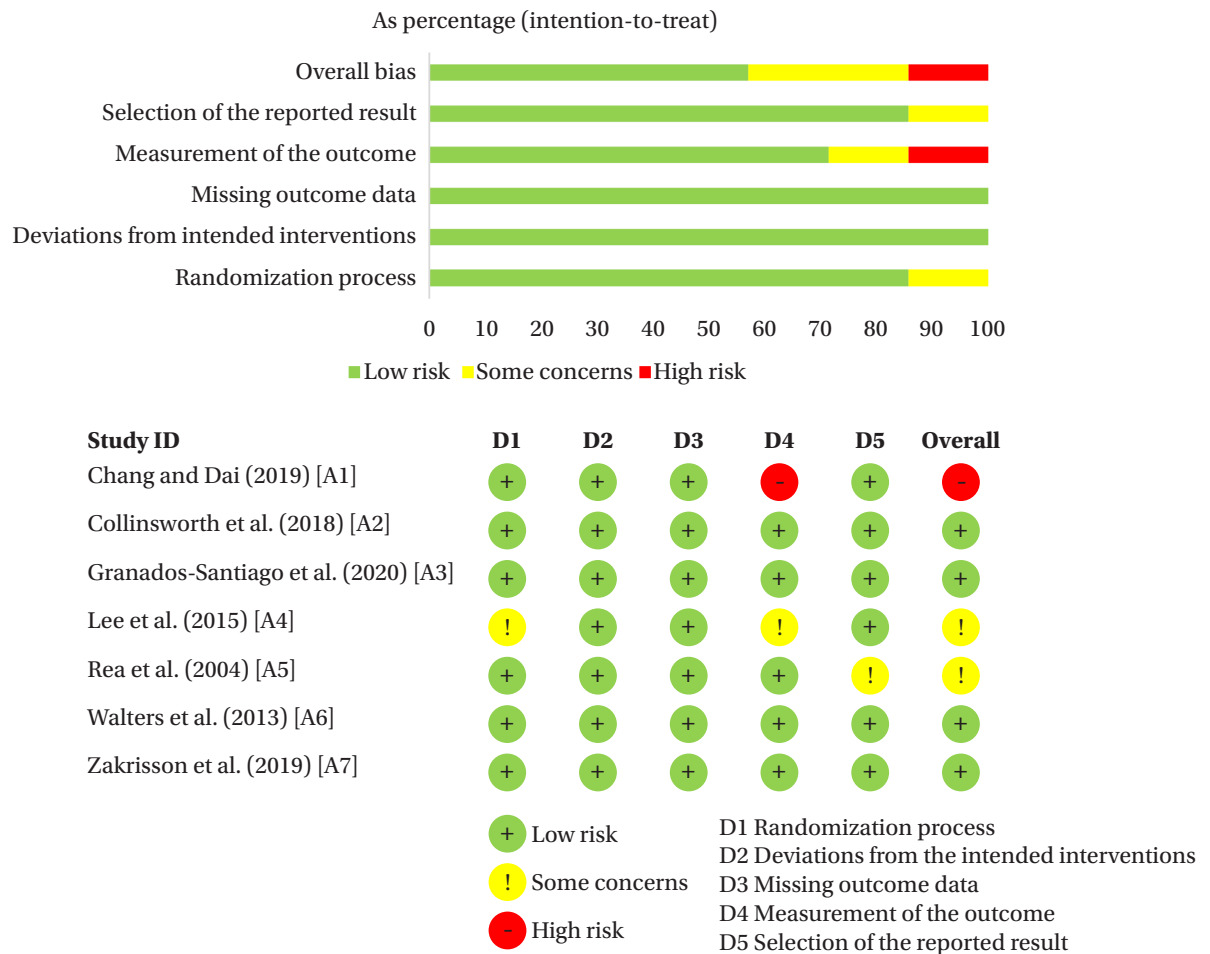 As percentage (intention-to-treat)
Overall bias
Selection of the reported result
Measurement of the outcome
Missing outcome data
Deviations from intended interventions
Randomization process
0 10 20 30 40 50 60 70 80 90 100
Low risk Some concerns High risk
Study ID D1 D2 D3 D4 D5 Overall
Chang and Dai (2019) [A1] + + + - + -
Collinsworth et al. (2018) [A2] + + + + + +
Granados-Santiago et al. (2020) [A3] + + + + + +
Lee et al. (2015) [A4] ! + + ! + !
Rea et al. (2004) [A5] + + + + ! !
Walters et al. (2013) [A6] + + + + + +
Zakrisson et al. (2019) [A7] + + + + + +
+ Low risk
! Some concerns
- High risk
D1 Randomization process
D2 Deviations from the intended interventions
D3 Missing outcome data
D4 Measurement of the outcome
D5 Selection of the reported result